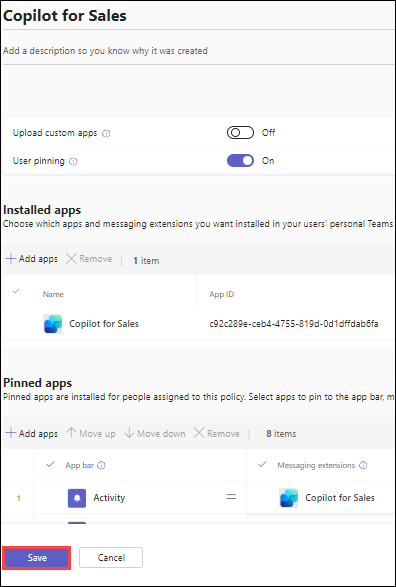 Copilot for Sales
Add a description so you know why it was created
Upload custom apps Off
User pinning On
Installed apps
Choose which apps and messaging extensions you want installed in your users' personal Teams
Add apps Remove 1 item
Name App ID
Copilot for Sales c92c289e-ceb4-4755-819d-0d1dffdab6fa
Pinned apps
Pinned apps are installed for people assigned to this policy. Select apps to pin to the app bar, m
Add apps Move up Move down Remove 8 items
App bar Messaging extensions
1 Activity Copilot for Sales
Save Cancel